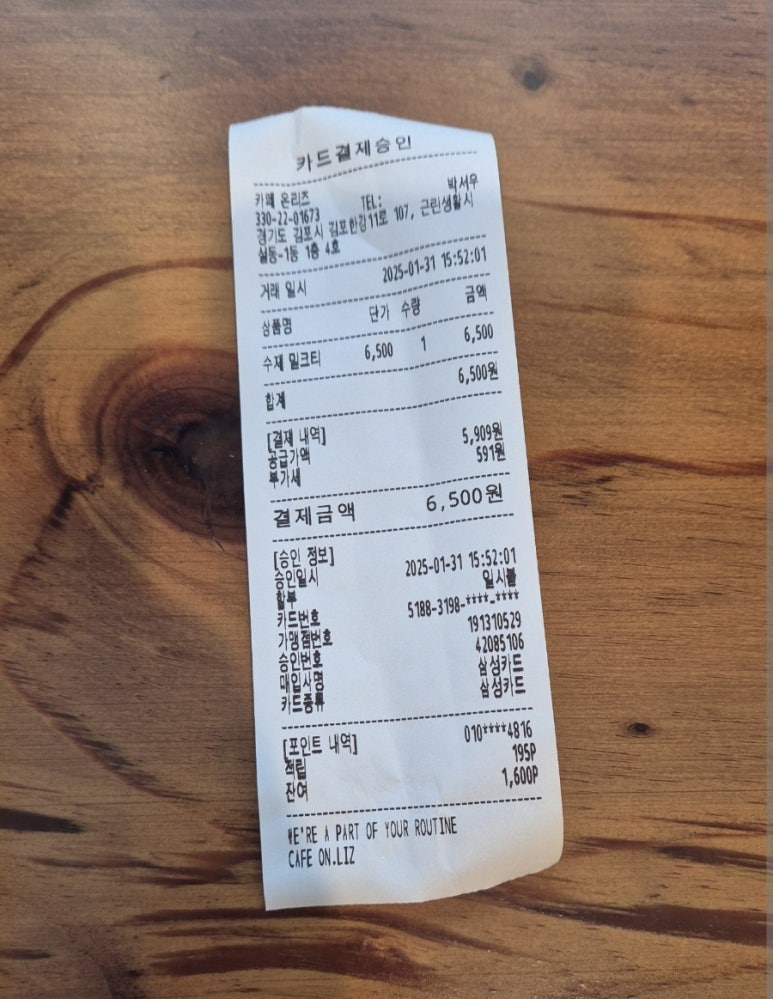 카드결제승인
카페 온리즈 박서우
330-22-01673 TEL:
경기도 김포시 김포한강11로 107, 근린생활시
설동-1동 1층 4호
거래 일시 2025-01-31 15:52:01
상품명 단가 수량 금액
수제 밀크티 6,500 1 6,500
합계 6,500원
[결제 내역]
공급가액 5,909원
부가세 591원
결제금액 6,500원
[승인 정보]
승인일시 2025-01-31 15:52:01
할부 일시불
카드번호 5188-3198-****-****
가맹점번호 191310529
승인번호 42085106
매입사명 삼성카드
카드종류 삼성카드
[포인트 내역] 010****4816
적립 195P
잔여 1,600P
WE'RE A PART OF YOUR ROUTINE
CAFE ON.LIZ